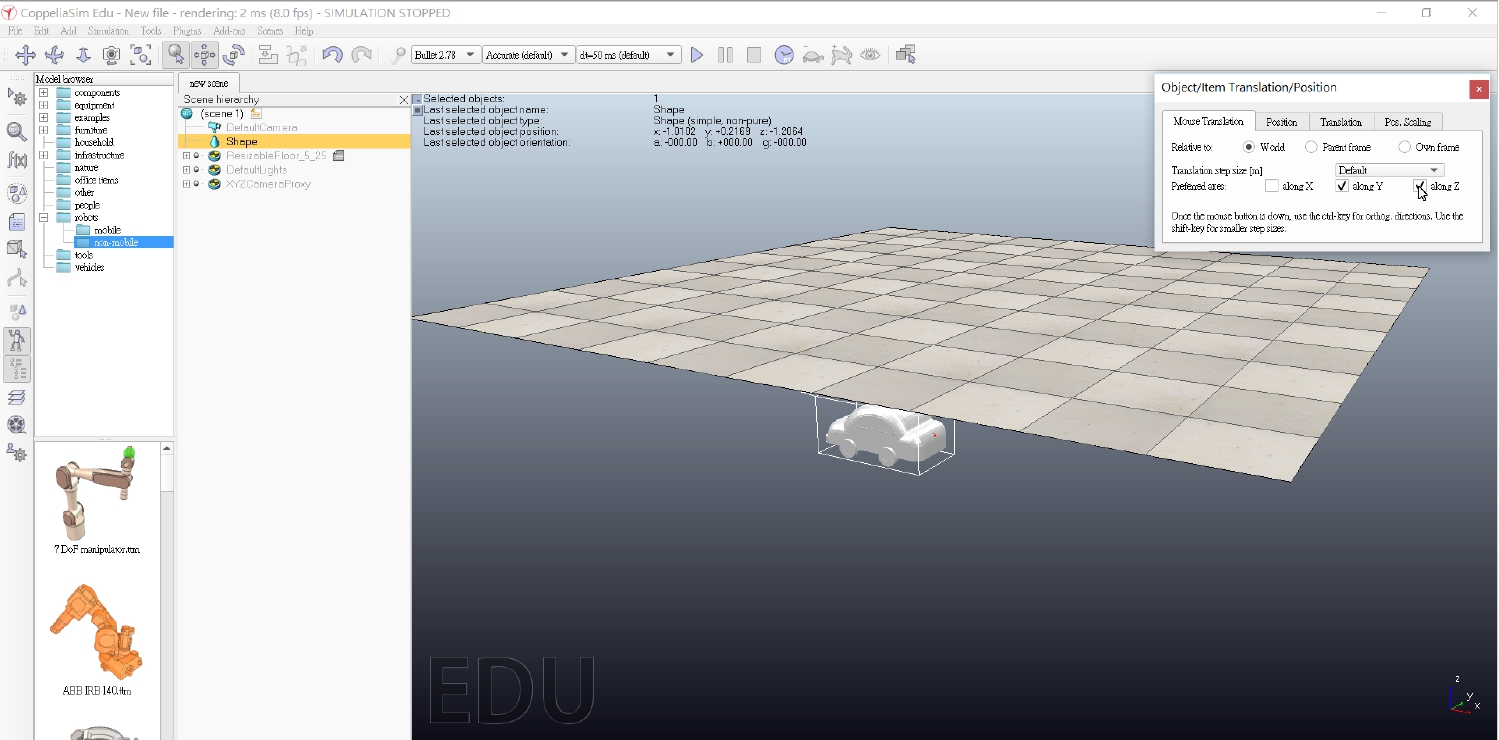 CoppeliaSim Edu - New file - rendering: 2 ms (8.0 fps) - SIMULATION STOPPED
File Edit Add Simulation Tools Plugins Add-ons Scenes Help
Bullet 2.78 Accurate (default) dt=50 ms (default)
Model browser
components
equipment
examples
furniture
household
infrastructure
nature
office items
other
people
robots
mobile
non-mobile
tools
vehicles
7 DoF manipulator.ttm
ABB IRB 140.ttm
new scene
Scene hierarchy
(scene 1)
DefaultCamera
Shape
ResizableFloor_5_25
DefaultLights
XYZCameraProxy
Selected objects: 1
Last selected object name: Shape
Last selected object type: Shape (simple, non-pure)
Last selected object position: x: -1.0102 y: +0.2169 z: -1.2064
Last selected object orientation: a: -000.00 b: +000.00 g: -000.00
Object/Item Translation/Position
Mouse Translation Position Translation Pos. Scaling
Relative to: World Parent frame Own frame
Translation step size [m] Default
Preferred axes: along X along Y along Z
Once the mouse button is down, use the ctrl-key for orthog. directions. Use the
shift-key for smaller step sizes.
EDU
z
y
x